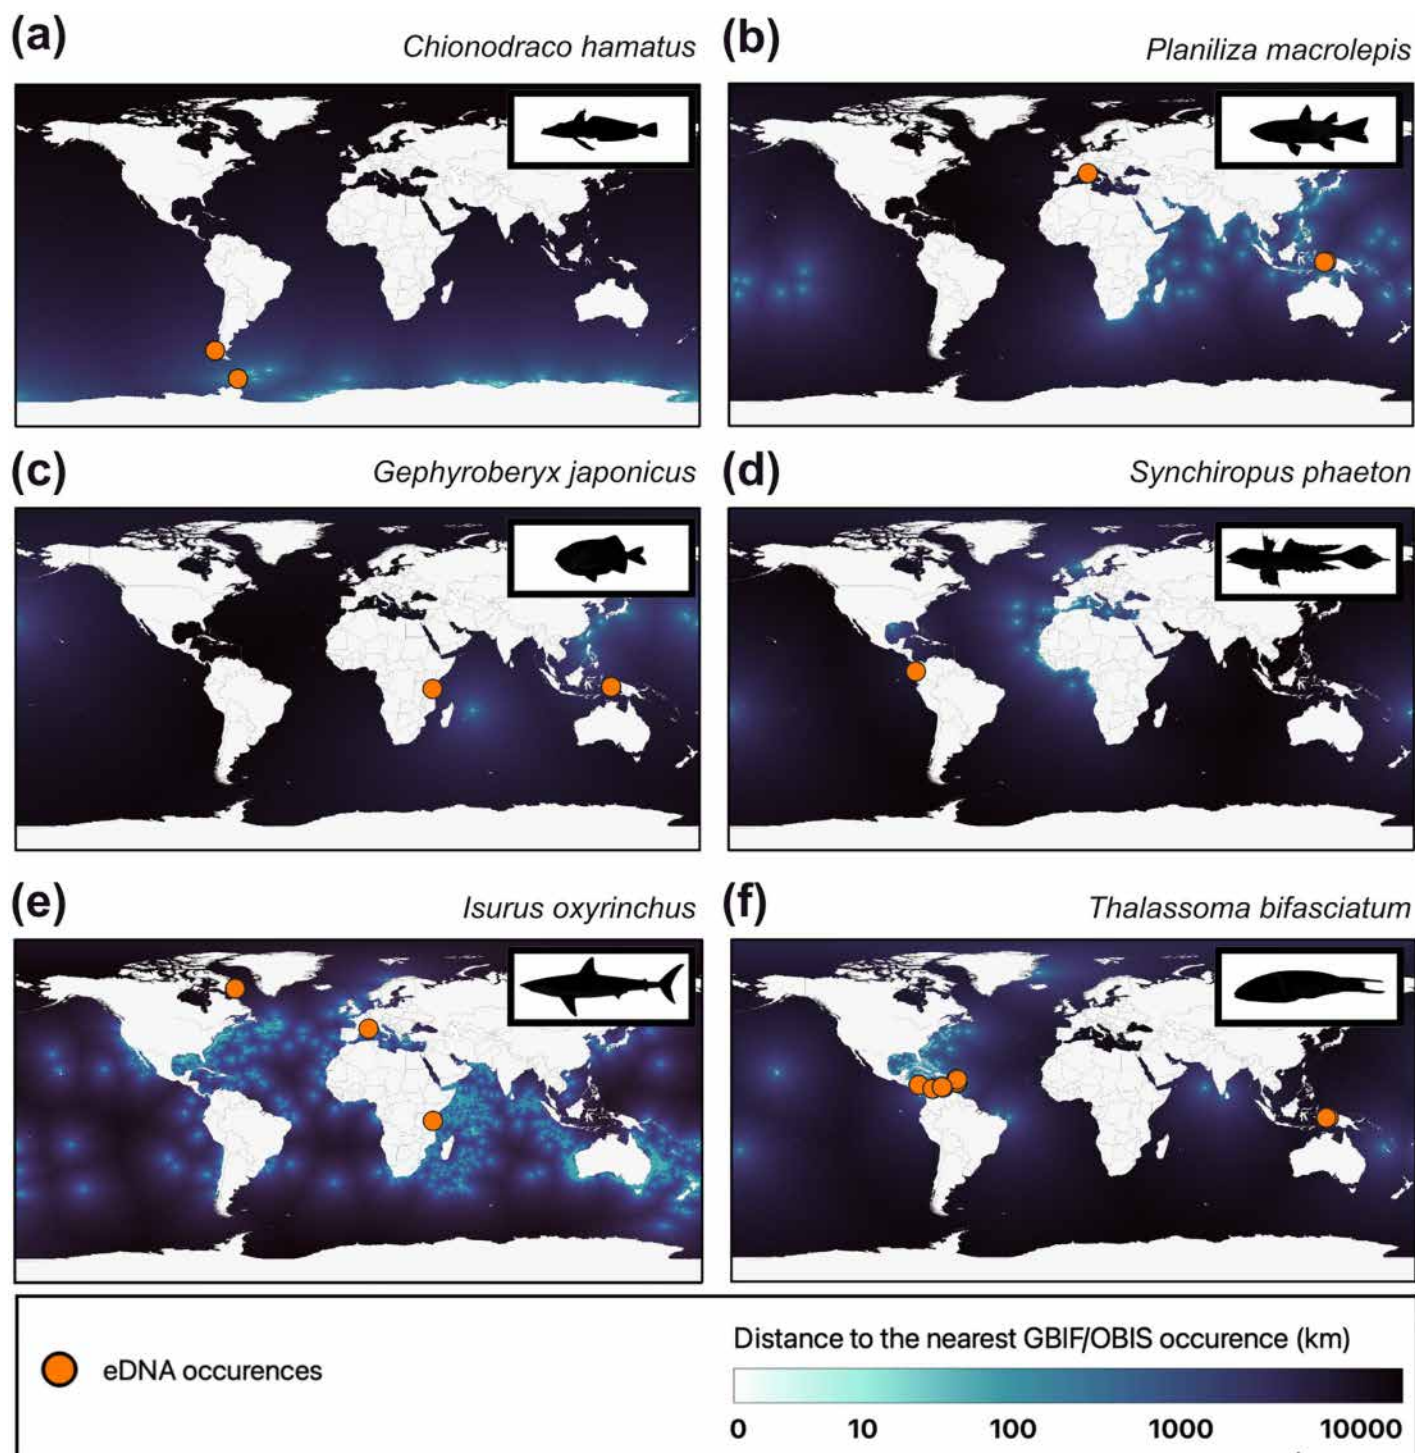 (a)
Chionodraco hamatus
(b)
Planiliza macrolepis
(c)
Gephyroberyx japonicus
(d)
Synchiropus phaeton
(e)
Isurus oxyrinchus
(f)
Thalassoma bifasciatum
eDNA occurences
Distance to the nearest GBIF/OBIS occurence (km)
0 10 100 1000 10000